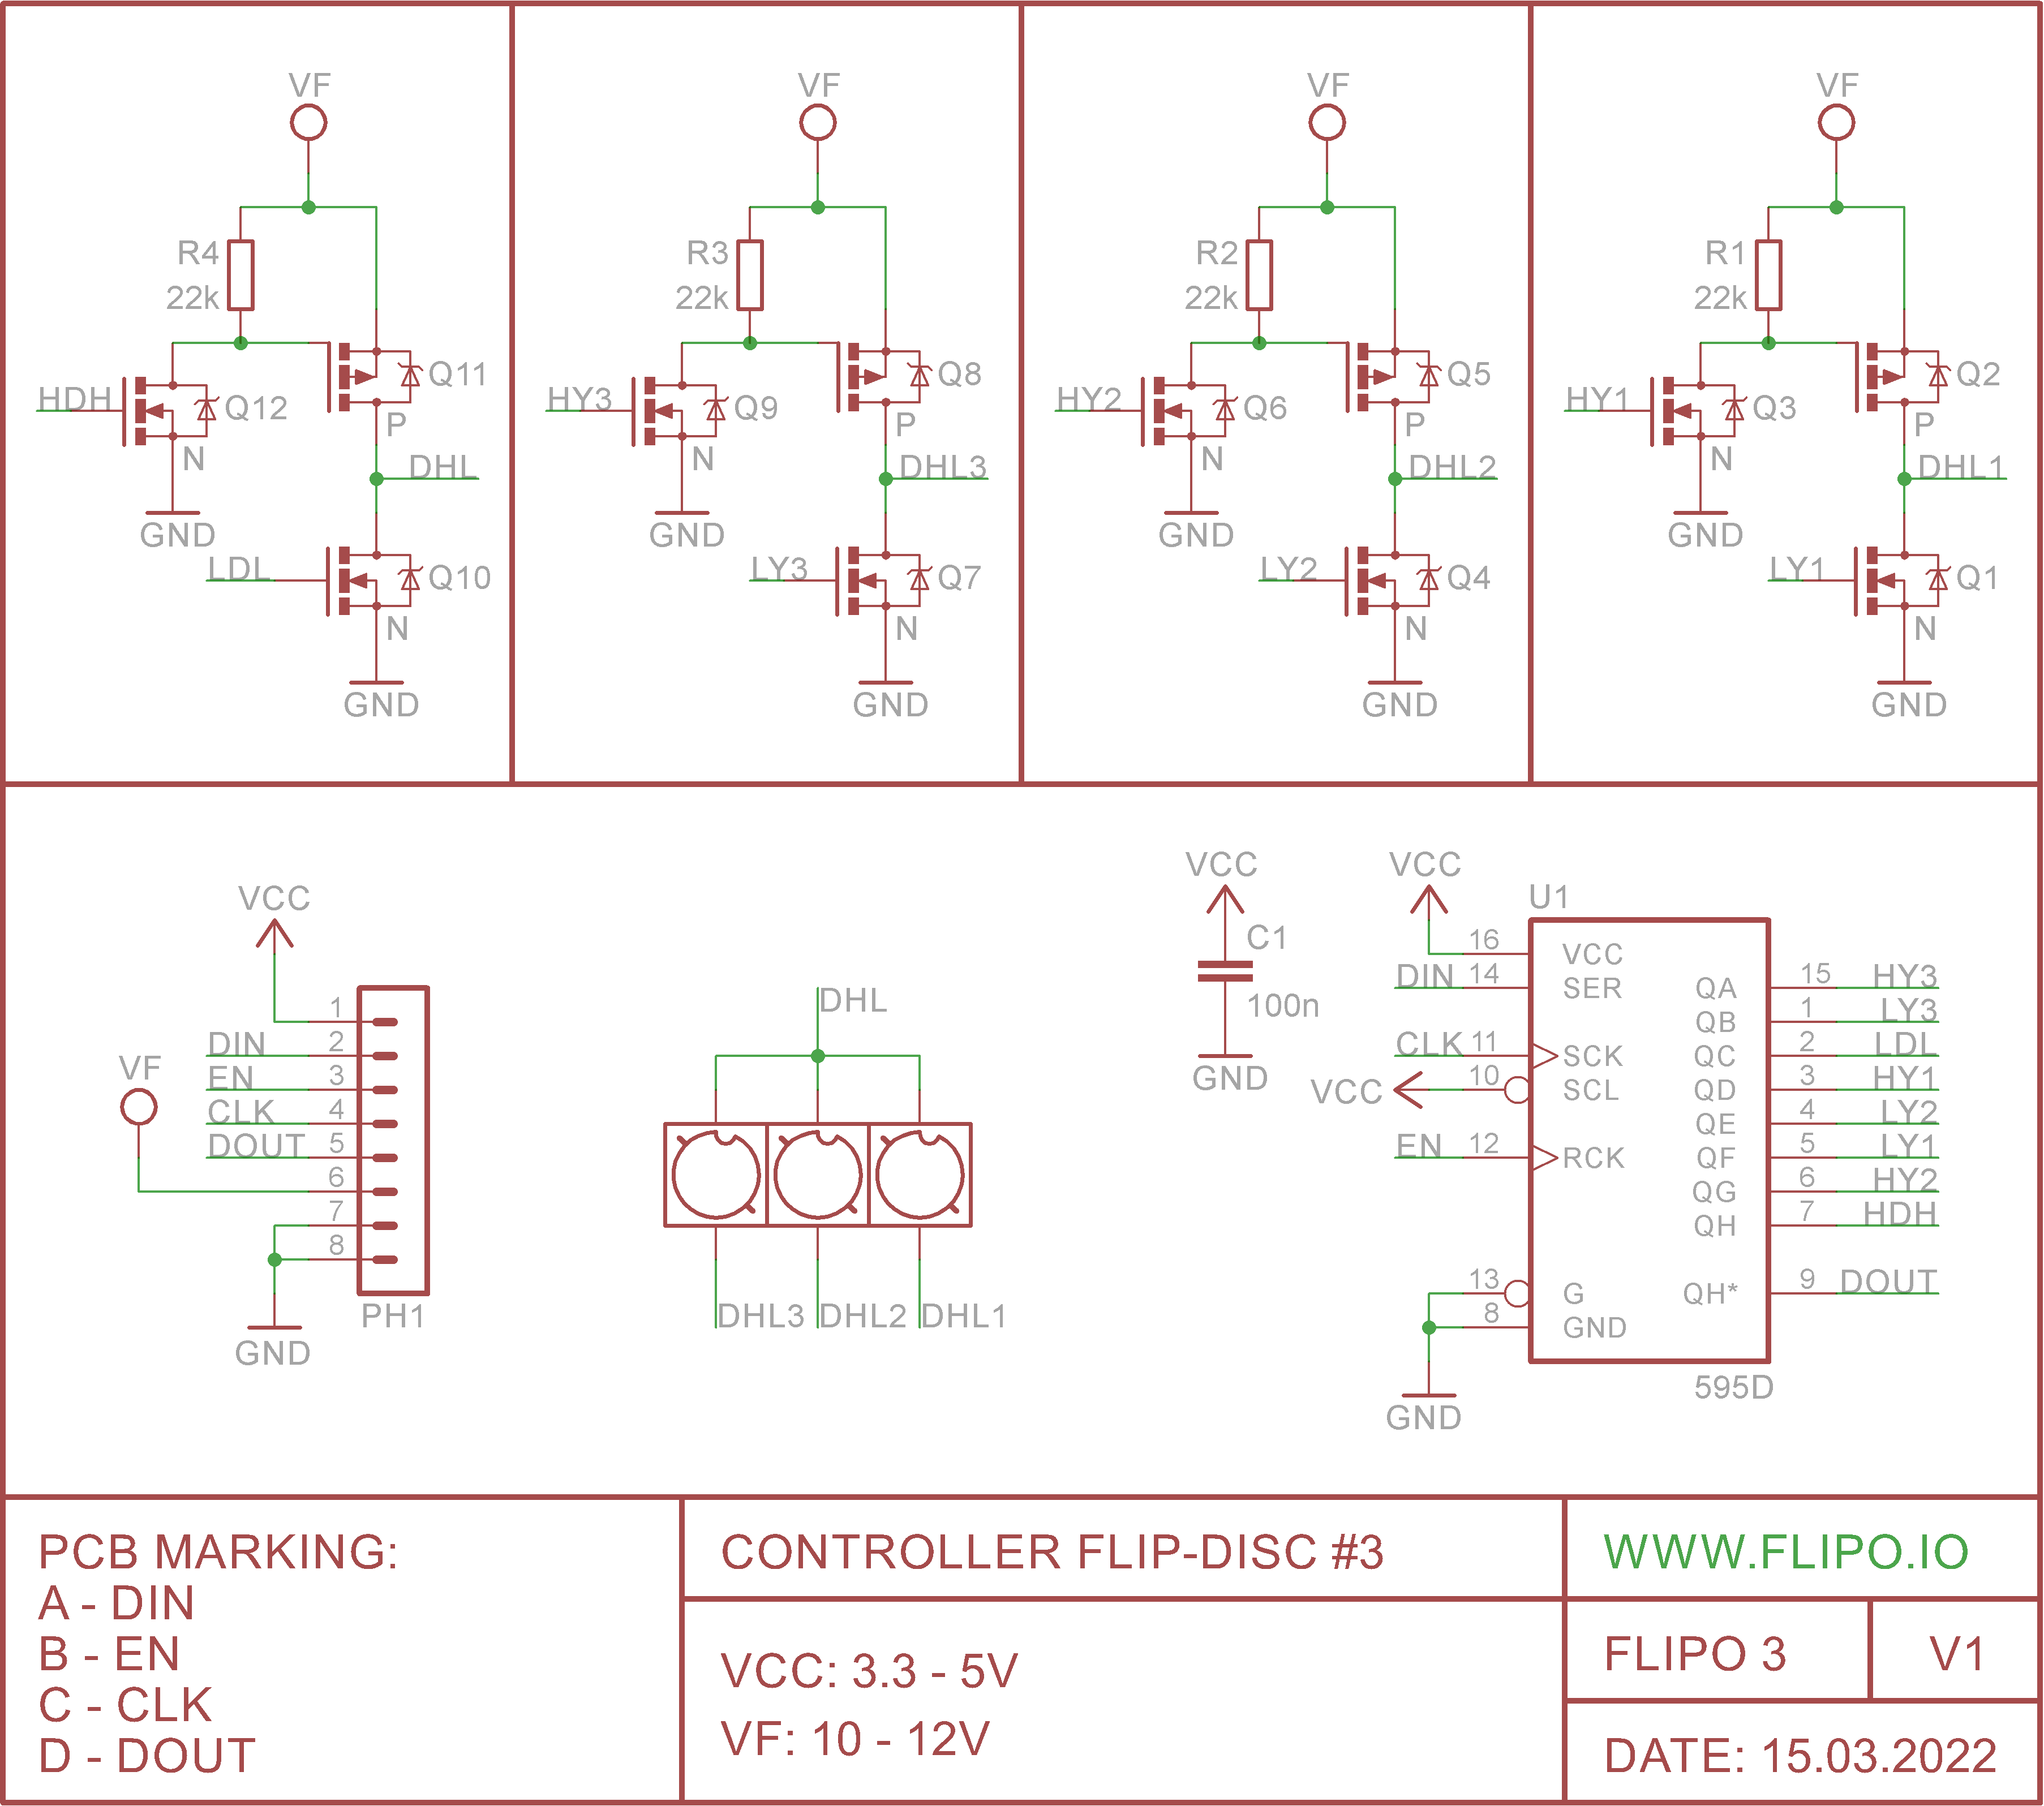 VF
VF
VF
VF
R4
22k
R3
22k
R2
22k
R1
22k
HDH
Q12
N
Q11
P
HY3
Q9
N
Q8
P
HY2
Q6
N
Q5
P
HY1
Q3
N
Q2
P
DHL
DHL3
DHL2
DHL1
GND
GND
GND
GND
LDL
Q10
N
LY3
Q7
N
LY2
Q4
N
LY1
Q1
N
GND
GND
GND
GND
VCC
VF
1
DIN 2
EN 3
CLK 4
DOUT 5
6
7
8
PH1
GND
DHL
DHL3 DHL2 DHL1
VCC
C1
100n
GND
VCC
U1
16 VCC
DIN 14 SER
CLK 11 SCK
VCC 10 SCL
EN 12 RCK
13 G
8 GND
QA 15 HY3
QB 1 LY3
QC 2 LDL
QD 3 HY1
QE 4 LY2
QF 5 LY1
QG 6 HY2
QH 7 HDH
QH* 9 DOUT
595D
GND
PCB MARKING:
A - DIN
B - EN
C - CLK
D - DOUT
CONTROLLER FLIP-DISC #3
VCC: 3.3 - 5V
VF: 10 - 12V
WWW.FLIPO.IO
FLIPO 3
V1
DATE: 15.03.2022